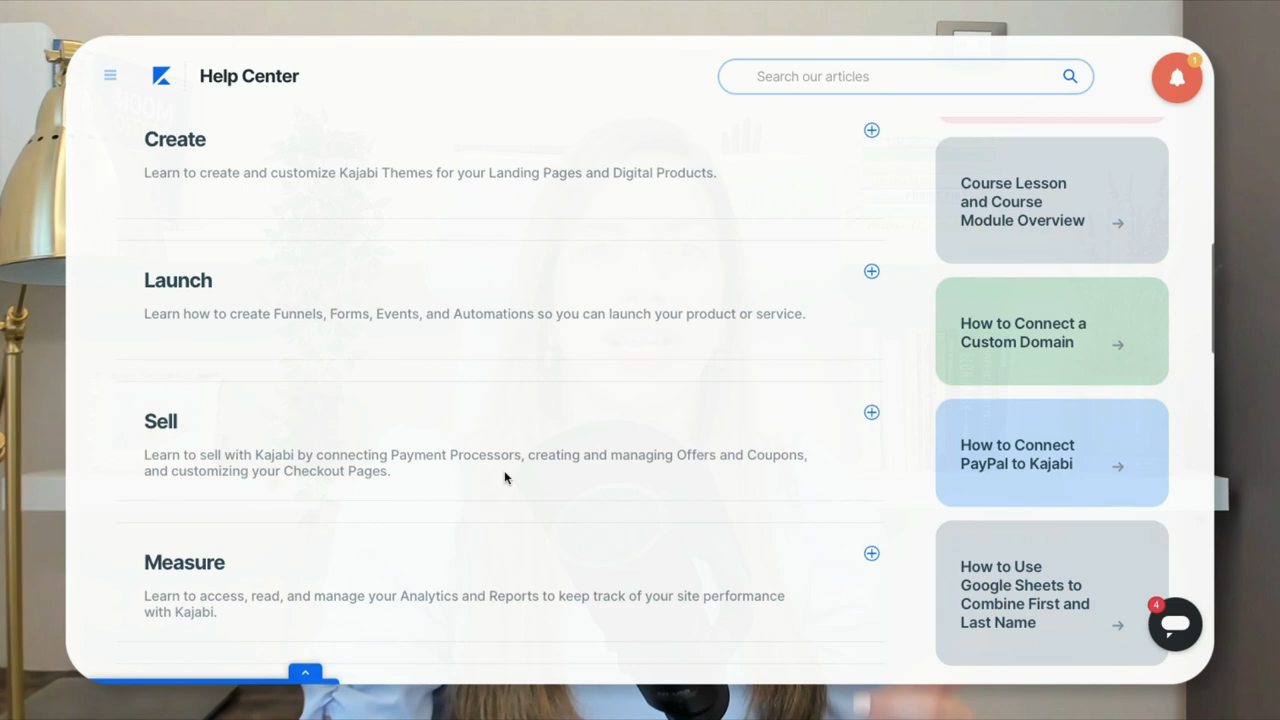 Help Center
Search our articles
1
Create
Learn to create and customize Kajabi Themes for your Landing Pages and Digital Products.
Launch
Learn how to create Funnels, Forms, Events, and Automations so you can launch your product or service.
Sell
Learn to sell with Kajabi by connecting Payment Processors, creating and managing Offers and Coupons,
and customizing your Checkout Pages.
Measure
Learn to access, read, and manage your Analytics and Reports to keep track of your site performance
with Kajabi.
Course Lesson
and Course
Module Overview
How to Connect a
Custom Domain
How to Connect
PayPal to Kajabi
How to Use
Google Sheets to
Combine First and
Last Name
4